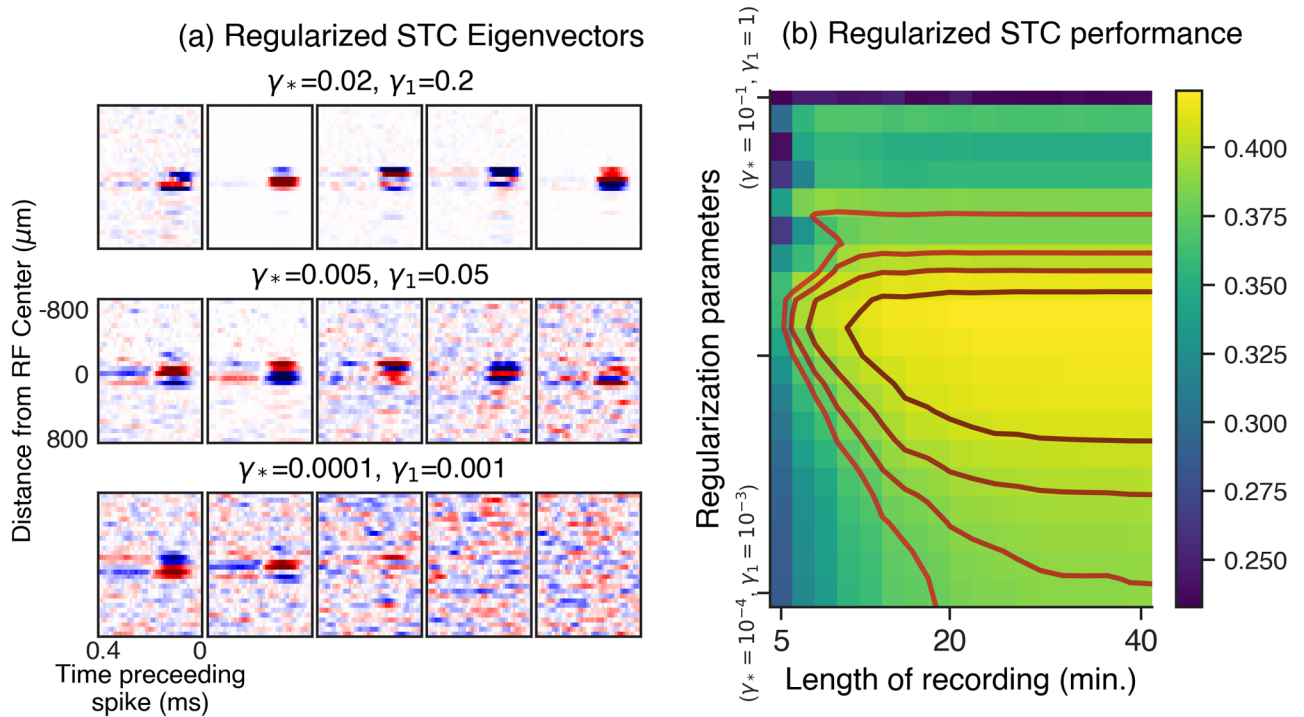 (a) Regularized STC Eigenvectors
γ*=0.02, γ₁=0.2
γ*=0.005, γ₁=0.05
γ*=0.0001, γ₁=0.001
Distance from RF Center (μm)
-800
0
800
0.4
0
Time preceeding
spike (ms)
(b) Regularized STC performance
Regularization parameters
(γ* = 10⁻¹, γ₁ = 1)
(γ* = 10⁻⁴, γ₁ = 10⁻³)
5
20
40
Length of recording (min.)
0.400
0.375
0.350
0.325
0.300
0.275
0.250